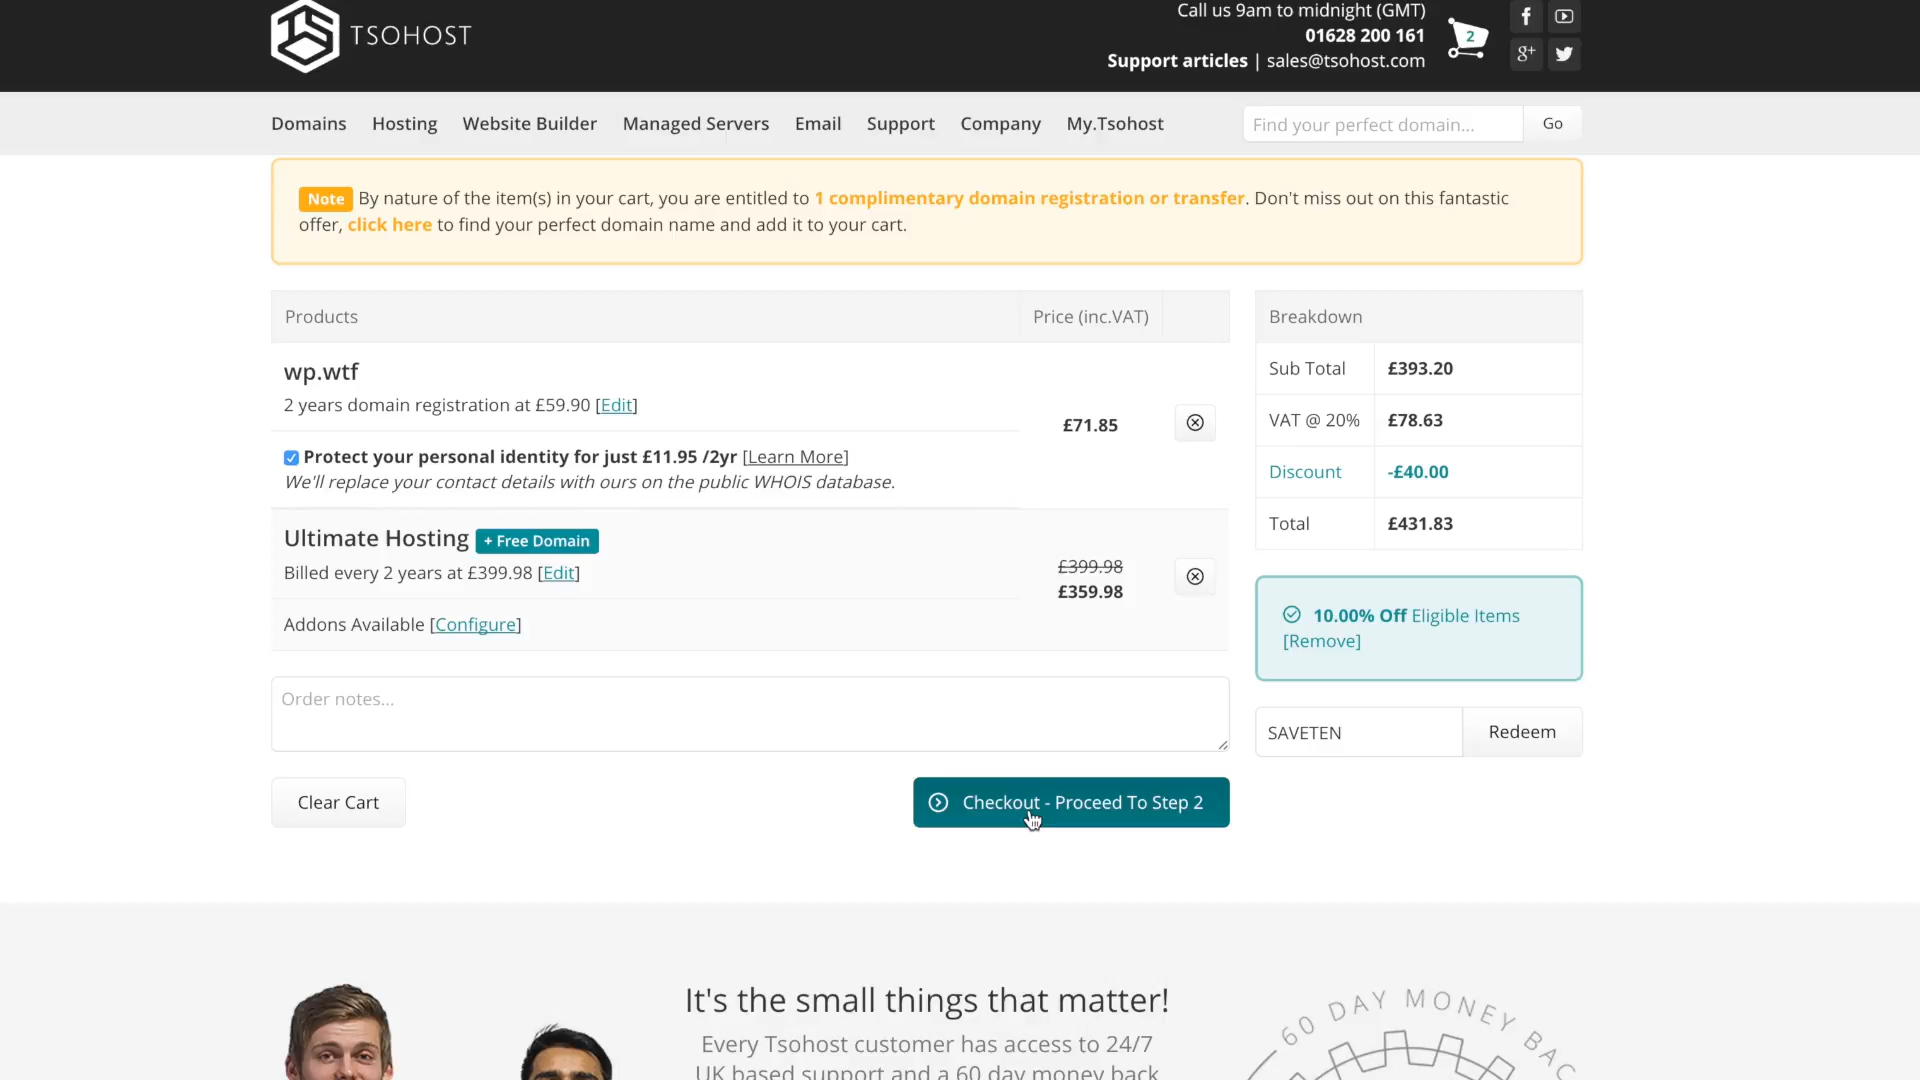 TSOHOST
Call us 9am to midnight (GMT)
01628 200 161
Support articles | sales@tsohost.com
2
f
g+
Domains Hosting Website Builder Managed Servers Email Support Company My.Tsohost
Find your perfect domain... Go
Note By nature of the item(s) in your cart, you are entitled to 1 complimentary domain registration or transfer. Don't miss out on this fantastic
offer, click here to find your perfect domain name and add it to your cart.
Products Price (inc.VAT)
wp.wtf
2 years domain registration at £59.90 [Edit]
£71.85
Protect your personal identity for just £11.95 /2yr [Learn More]
We'll replace your contact details with ours on the public WHOIS database.
Ultimate Hosting + Free Domain
Billed every 2 years at £399.98 [Edit]
£399.98
£359.98
Addons Available [Configure]
Order notes...
Clear Cart
Checkout - Proceed To Step 2
Breakdown
Sub Total £393.20
VAT @ 20% £78.63
Discount -£40.00
Total £431.83
10.00% Off Eligible Items
[Remove]
SAVETEN Redeem
It's the small things that matter!
Every Tsohost customer has access to 24/7
UK based support and a 60 day money back
60 DAY MONEY BAC